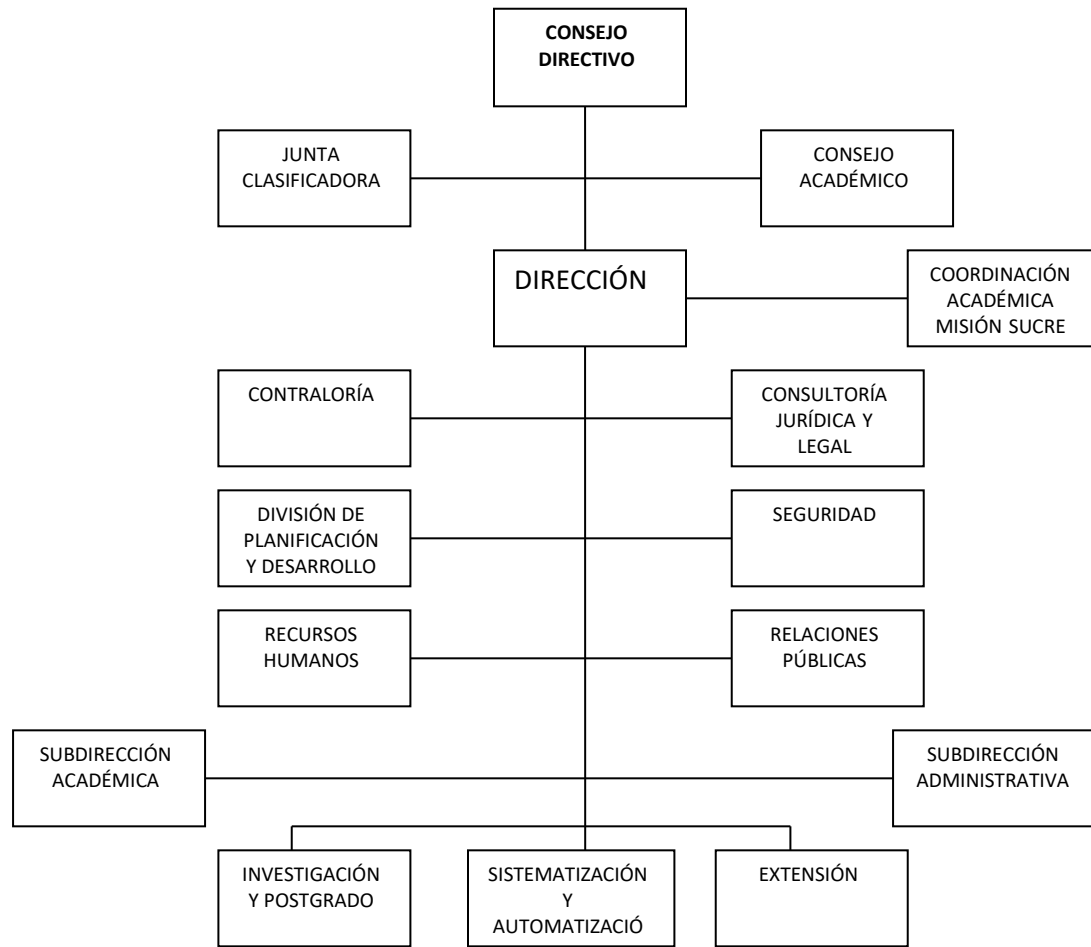 CONSEJO
DIRECTIVO
JUNTA
CLASIFICADORA
CONSEJO
ACADÉMICO
DIRECCIÓN
COORDINACIÓN
ACADÉMICA
MISIÓN SUCRE
CONTRALORÍA
CONSULTORÍA
JURÍDICA Y
LEGAL
DIVISIÓN DE
PLANIFICACIÓN
Y DESARROLLO
SEGURIDAD
RECURSOS
HUMANOS
RELACIONES
PÚBLICAS
SUBDIRECCIÓN
ACADÉMICA
SUBDIRECCIÓN
ADMINISTRATIVA
INVESTIGACIÓN
Y POSTGRADO
SISTEMATIZACIÓN
Y
AUTOMATIZACIÓ
EXTENSIÓN